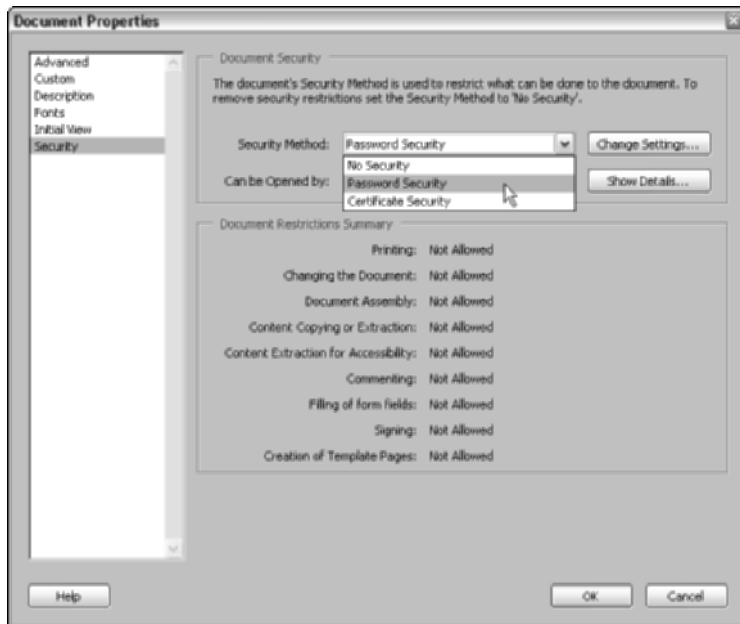 Document Properties
Advanced
Custom
Description
Fonts
Initial View
Security
Document Security
The document's Security Method is used to restrict what can be done to the document. To
remove security restrictions set the Security Method to 'No Security'.
Security Method: Password Security Change Settings...
No Security
Can be Opened by: Password Security Show Details...
Certificate Security
Document Restrictions Summary
Printing: Not Allowed
Changing the Document: Not Allowed
Document Assembly: Not Allowed
Content Copying or Extraction: Not Allowed
Content Extraction for Accessibility: Not Allowed
Commenting: Not Allowed
Filling of form fields: Not Allowed
Signing: Not Allowed
Creation of Template Pages: Not Allowed
Help OK Cancel